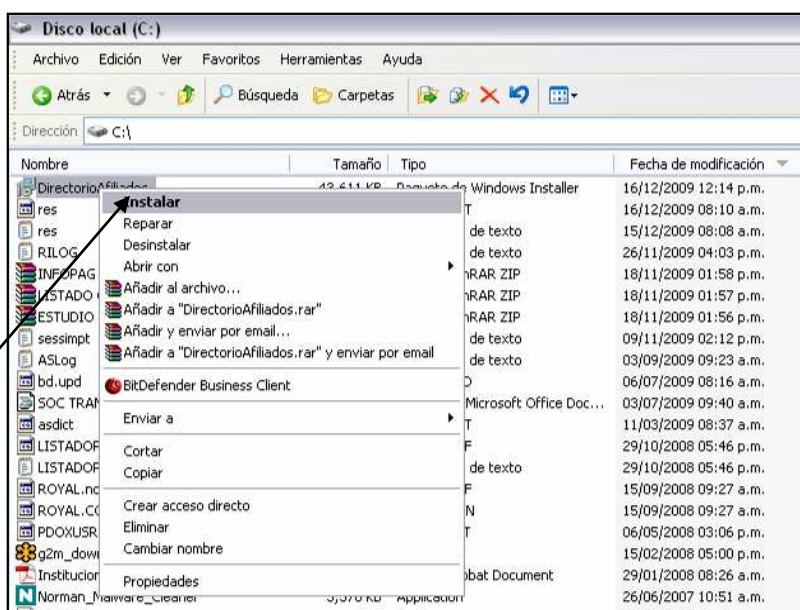 Disco local (C:)
Archivo Edición Ver Favoritos Herramientas Ayuda
Atrás Búsqueda Carpetas
Dirección C:\
Nombre Tamaño Tipo Fecha de modificación
DirectorioAfiliados 43,611 KB Paquete de Windows Installer 16/12/2009 12:14 p.m.
res T 16/12/2009 08:10 a.m.
res de texto 15/12/2009 08:08 a.m.
RILOG de texto 26/11/2009 04:03 p.m.
INFOPAG nRAR ZIP 18/11/2009 01:58 p.m.
LISTADO nRAR ZIP 18/11/2009 01:57 p.m.
ESTUDIO nRAR ZIP 18/11/2009 01:56 p.m.
sessimpt de texto 09/11/2009 02:12 p.m.
ASLog de texto 03/09/2009 09:23 a.m.
bd.upd 06/07/2009 08:16 a.m.
SOC TRAN Microsoft Office Doc... 03/07/2009 09:40 a.m.
asdict T 11/03/2009 08:37 a.m.
LISTADOF F 29/10/2008 05:46 p.m.
LISTADOF de texto 29/10/2008 05:46 p.m.
ROYAL.nc F 15/09/2008 09:27 a.m.
ROYAL.CO N 15/09/2008 09:27 a.m.
PDOXUSR T 06/05/2008 03:06 p.m.
g2m_dow 15/02/2008 05:00 p.m.
Institucion bat Document 29/01/2008 08:26 a.m.
Norman_Malware_Cleaner Application 26/06/2007 10:51 a.m.
Instalar
Reparar
Desinstalar
Abrir con
Añadir al archivo...
Añadir a "DirectorioAfiliados.rar"
Añadir y enviar por email...
Añadir a "DirectorioAfiliados.rar" y enviar por email
BitDefender Business Client
Enviar a
Cortar
Copiar
Crear acceso directo
Eliminar
Cambiar nombre
Propiedades